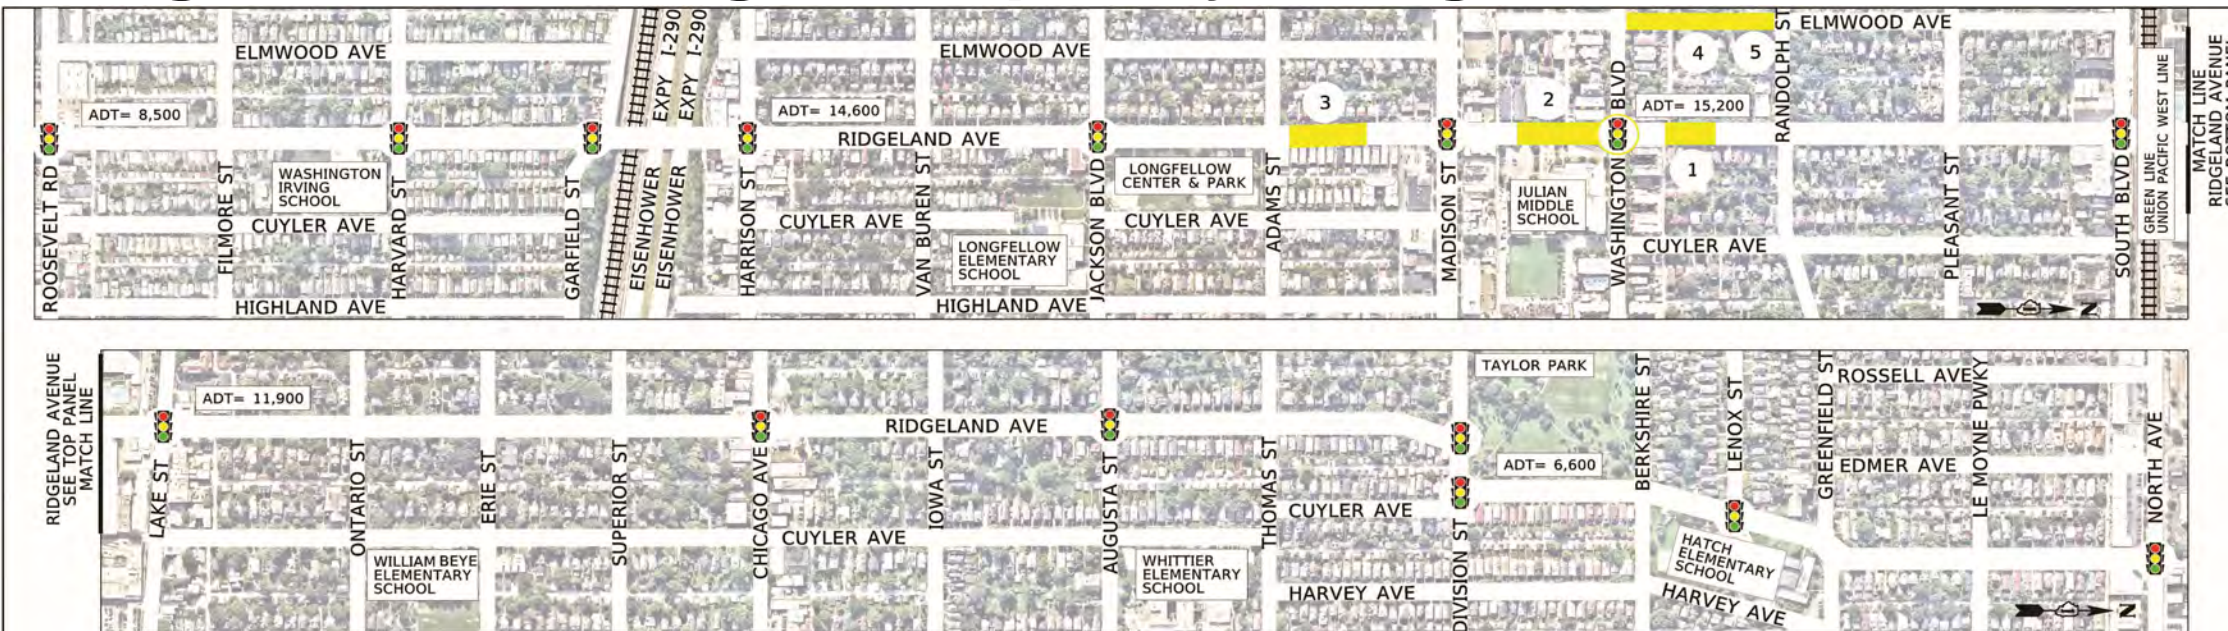 ELMWOOD AVE
ELMWOOD AVE
ELMWOOD AVE
EXPY I-290
EXPY I-290
4
5
RANDOLPH ST
ADT= 8,500
ADT= 14,600
3
2
BLVD
ADT= 15,200
RIDGELAND AVE
GREEN LINE
UNION PACIFIC WEST LINE
MATCH LINE
RIDGELAND AVENUE
ROOSEVELT RD
FILMORE ST
WASHINGTON
IRVING
SCHOOL
HARVARD ST
GARFIELD ST
EISENHOWER
EISENHOWER
HARRISON ST
VAN BUREN ST
JACKSON BLVD
LONGFELLOW
CENTER & PARK
ADAMS ST
MADISON ST
JULIAN
MIDDLE
SCHOOL
WASHINGTON
1
PLEASANT ST
SOUTH BLVD
CUYLER AVE
CUYLER AVE
CUYLER AVE
CUYLER AVE
LONGFELLOW
ELEMENTARY
SCHOOL
HIGHLAND AVE
HIGHLAND AVE
N
RIDGELAND AVENUE
SEE TOP PANEL
MATCH LINE
ADT= 11,900
TAYLOR PARK
BERKSHIRE ST
LENOX ST
GREENFIELD ST
ROSSELL AVE
LE MOYNE PWKY
NORTH AVE
RIDGELAND AVE
LAKE ST
ONTARIO ST
ERIE ST
SUPERIOR ST
CHICAGO AVE
IOWA ST
AUGUSTA ST
THOMAS ST
DIVISION ST
ADT= 6,600
EDMER AVE
CUYLER AVE
CUYLER AVE
WILLIAM BEYE
ELEMENTARY
SCHOOL
WHITTIER
ELEMENTARY
SCHOOL
HATCH
ELEMENTARY
SCHOOL
HARVEY AVE
HARVEY AVE
N